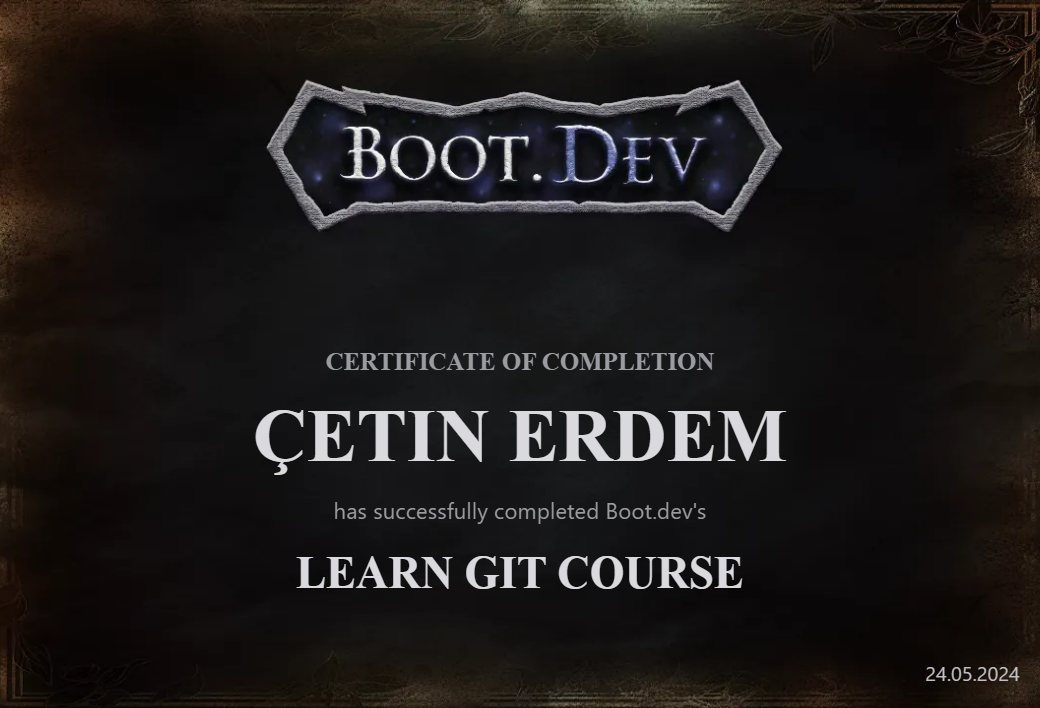 BOOT.DEV
CERTIFICATE OF COMPLETION
ÇETIN ERDEM
has successfully completed Boot.dev's
LEARN GIT COURSE
24.05.2024